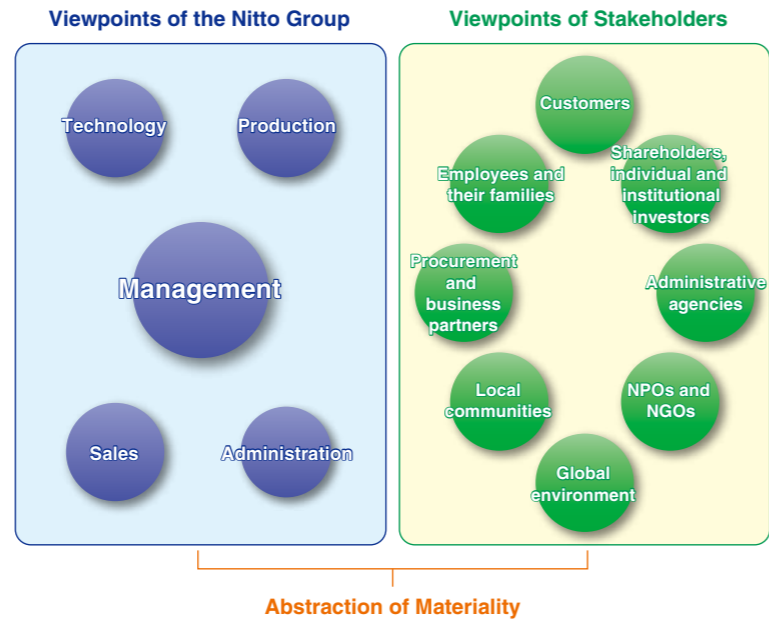 Viewpoints of the Nitto Group
Technology
Production
Management
Sales
Administration
Viewpoints of Stakeholders
Customers
Employees and
their families
Shareholders,
individual and
institutional
investors
Procurement
and
business
partners
Administrative
agencies
Local
communities
NPOs and
NGOs
Global
environment
Abstraction of Materiality